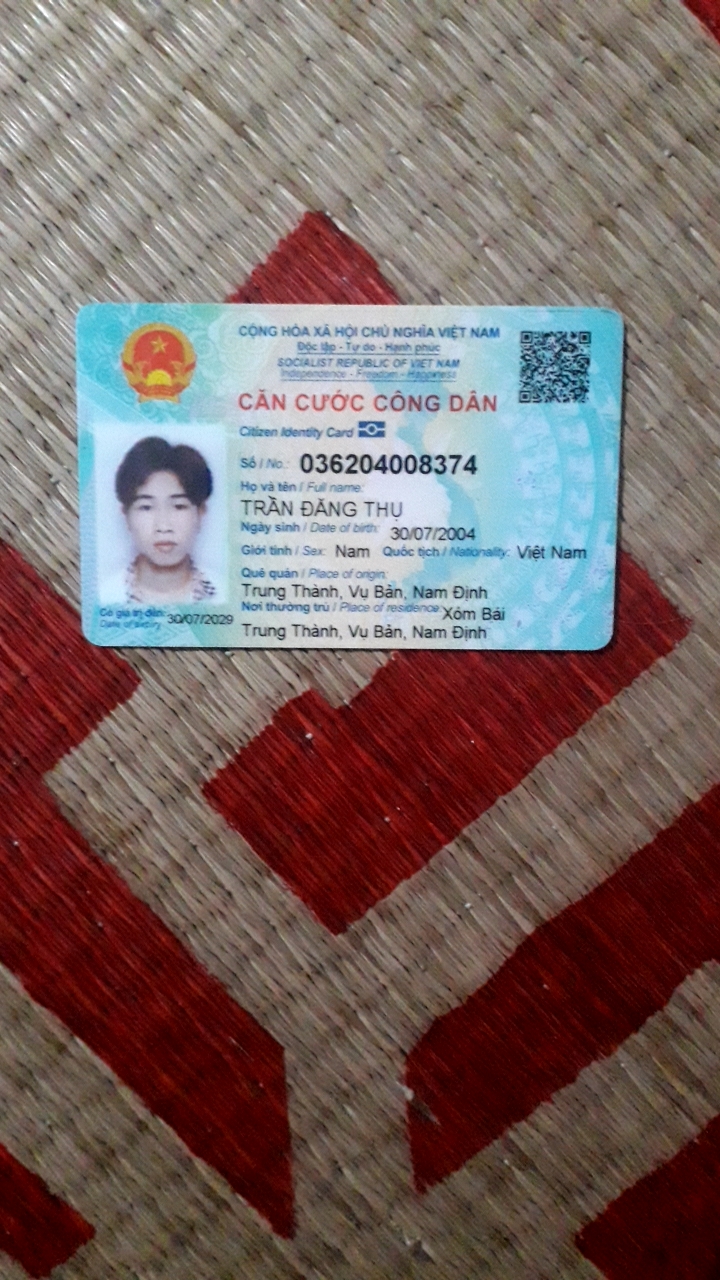 CỘNG HÒA XÃ HỘI CHỦ NGHĨA VIỆT NAM
Độc lập - Tự do - Hạnh phúc
SOCIALIST REPUBLIC OF VIET NAM
Independence - Freedom - Happiness
CĂN CƯỚC CÔNG DÂN
Citizen Identity Card
Số / No.: 036204008374
Họ và tên / Full name:
TRẦN ĐĂNG THỤ
Ngày sinh / Date of birth: 30/07/2004
Giới tính / Sex: Nam Quốc tịch / Nationality: Việt Nam
Quê quán / Place of origin:
Trung Thành, Vụ Bản, Nam Định
Nơi thường trú / Place of residence: Xóm Bái
Trung Thành, Vụ Bản, Nam Định
Có giá trị đến: 30/07/2029
Date of expiry